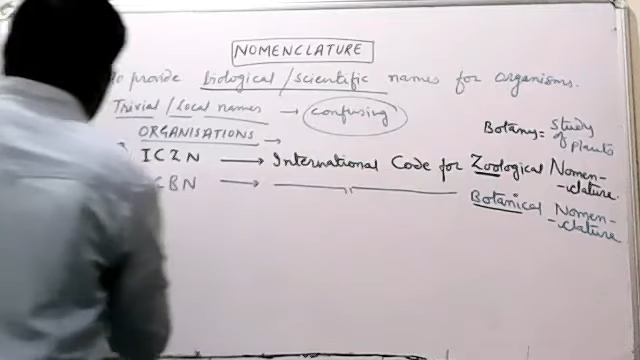 NOMENCLATURE
to provide biological/scientific names for organisms.
Trivial/local names → confusing
Botany = study of plants
ORGANISATIONS →
ICZN → International Code for Zoological Nomen-
-clature.
CBN → —— 〃 —— Botanical Nomen-
-clature